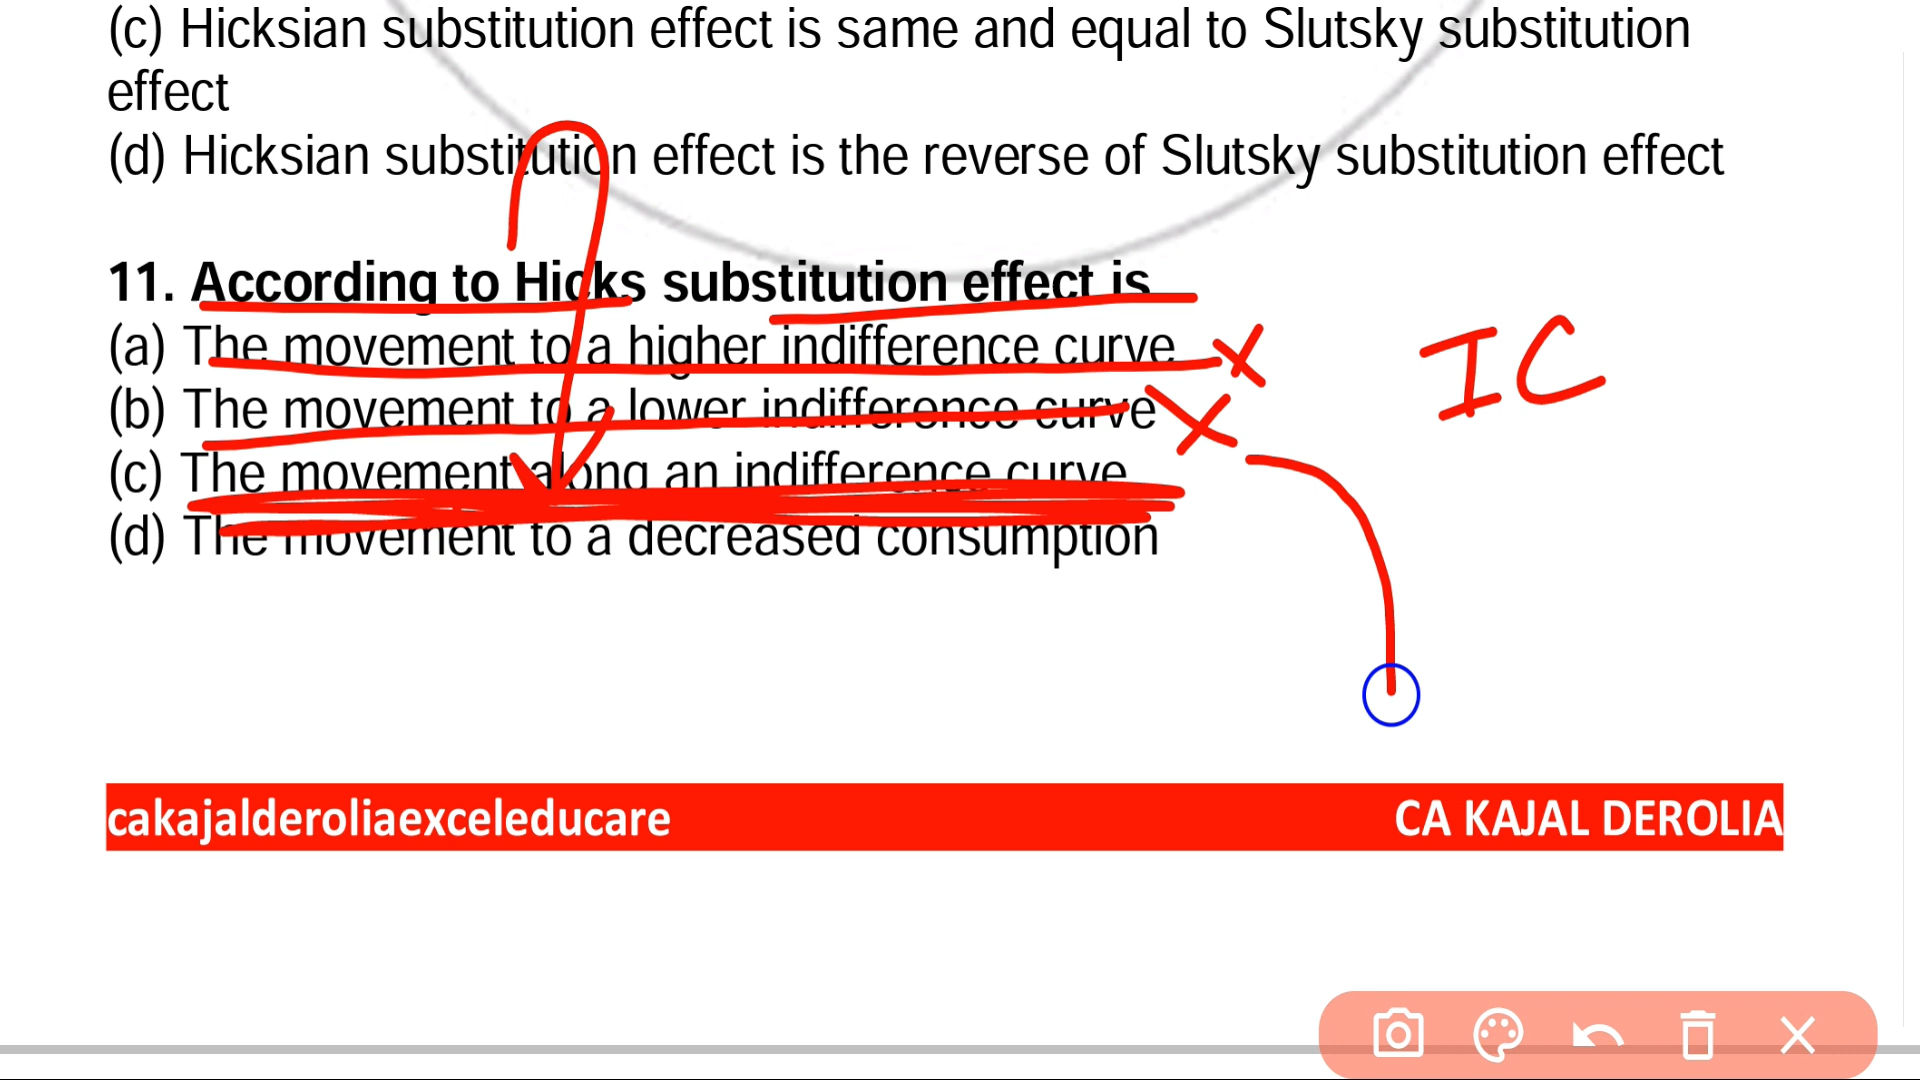 (c) Hicksian substitution effect is same and equal to Slutsky substitution
effect
(d) Hicksian substitution effect is the reverse of Slutsky substitution effect
11. According to Hicks substitution effect is
(a) The movement to a higher indifference curve
(b) The movement to a lower indifference curve
IC
(c) The movement along an indifference curve
(d) The movement to a decreased consumption
cakajalderoliaexceleducare CA KAJAL DEROLIA